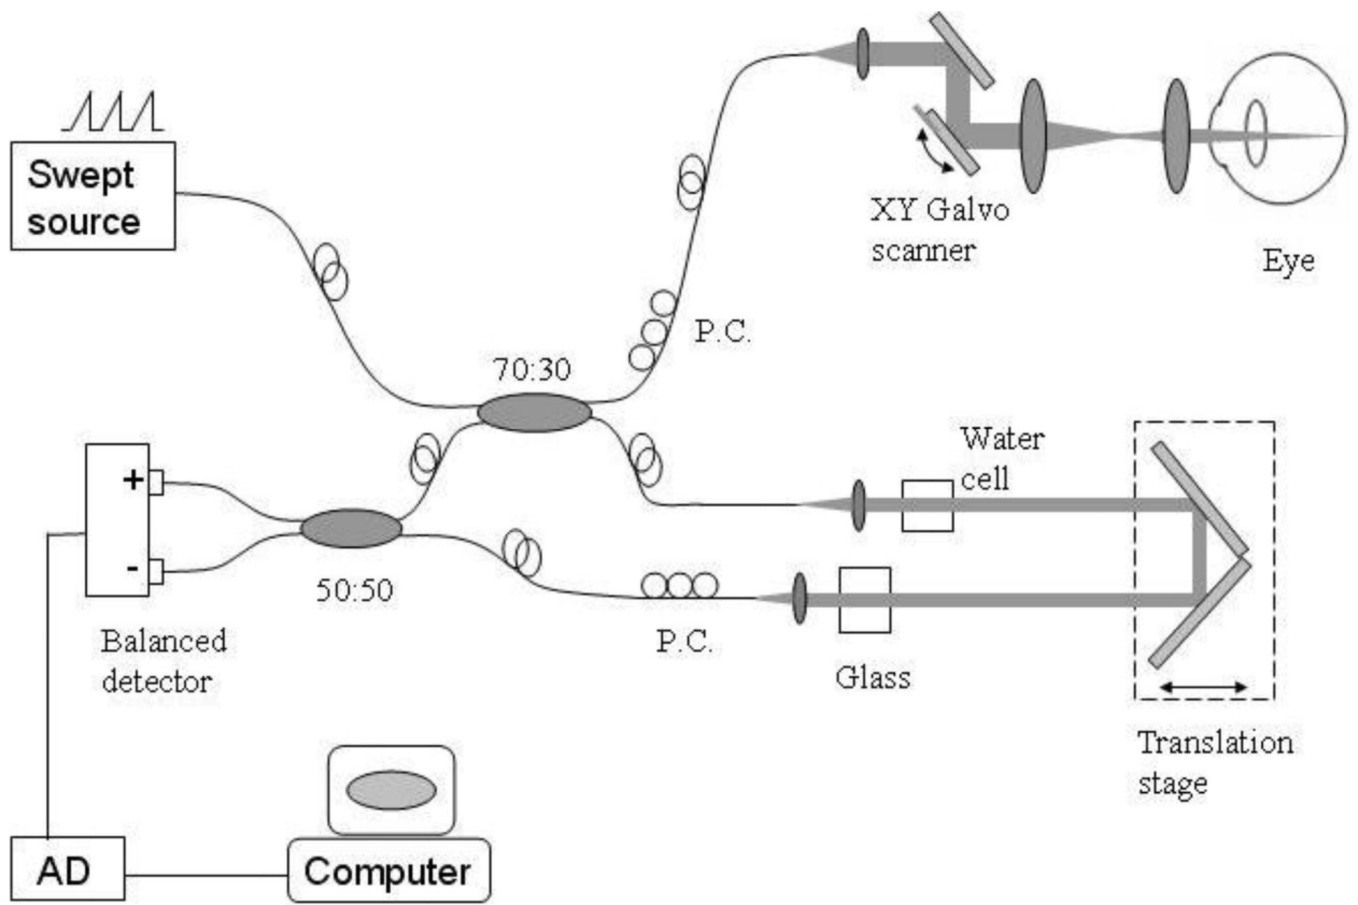 Swept
source
XY Galvo
scanner
Eye
P.C.
70:30
Water
cell
+
-
50:50
Balanced
detector
P.C.
Glass
Translation
stage
AD
Computer